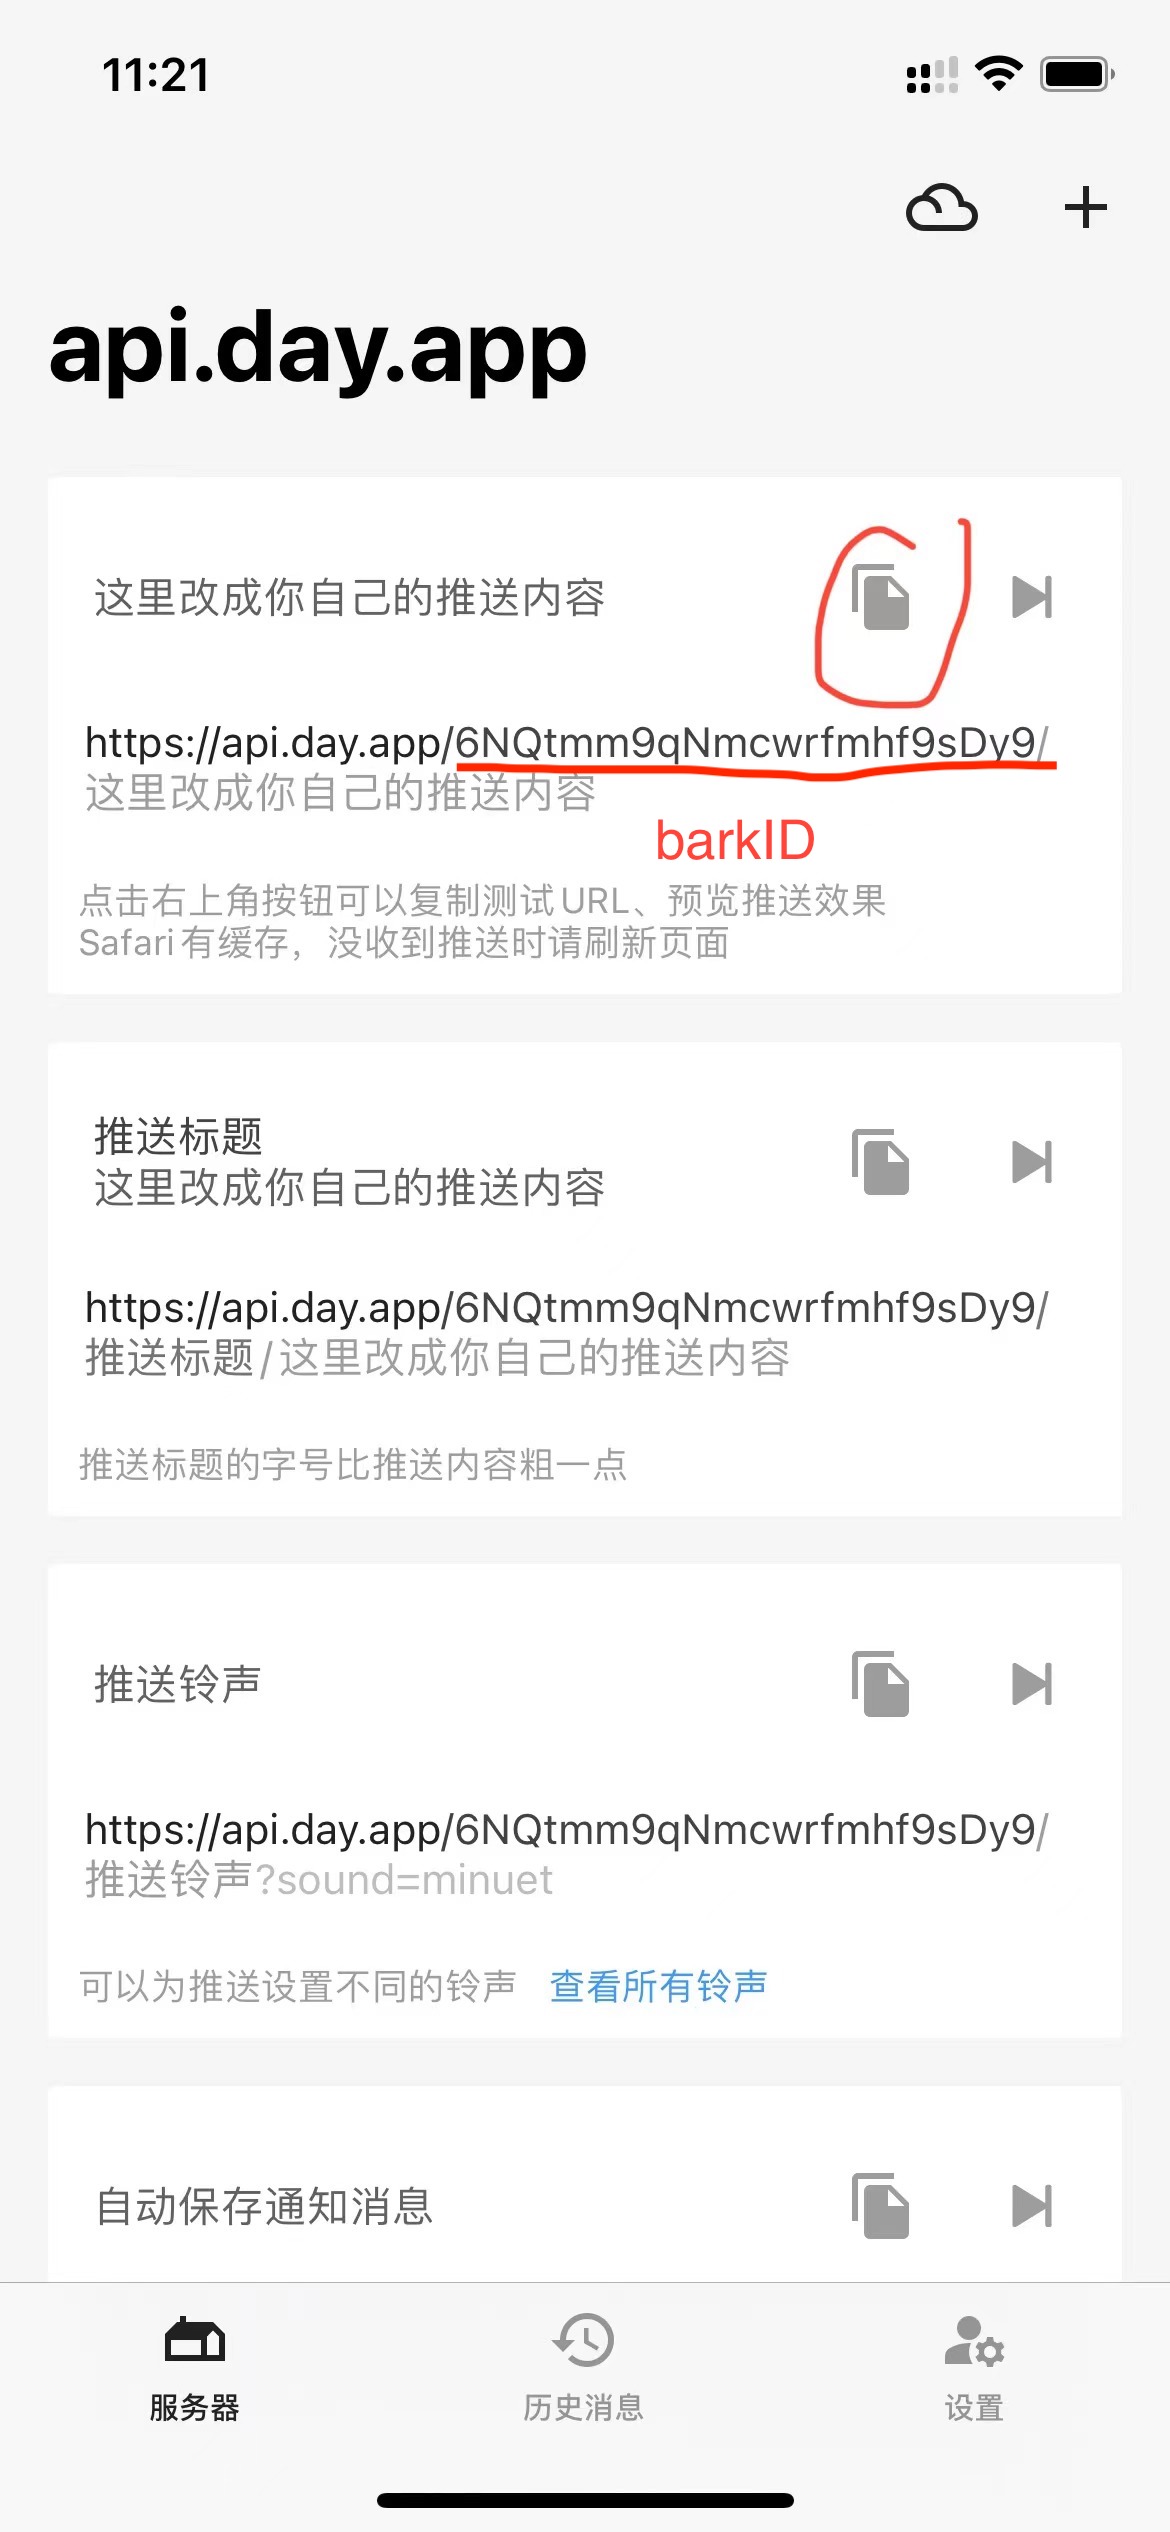 11:21
api.day.app
这里改成你自己的推送内容
https://api.day.app/6NQtmm9qNmcwrfmhf9sDy9/
这里改成你自己的推送内容
barkID
点击右上角按钮可以复制测试URL、预览推送效果
Safari有缓存，没收到推送时请刷新页面
推送标题
这里改成你自己的推送内容
https://api.day.app/6NQtmm9qNmcwrfmhf9sDy9/
推送标题/这里改成你自己的推送内容
推送标题的字号比推送内容粗一点
推送铃声
https://api.day.app/6NQtmm9qNmcwrfmhf9sDy9/
推送铃声?sound=minuet
可以为推送设置不同的铃声 查看所有铃声
自动保存通知消息
服务器 历史消息 设置